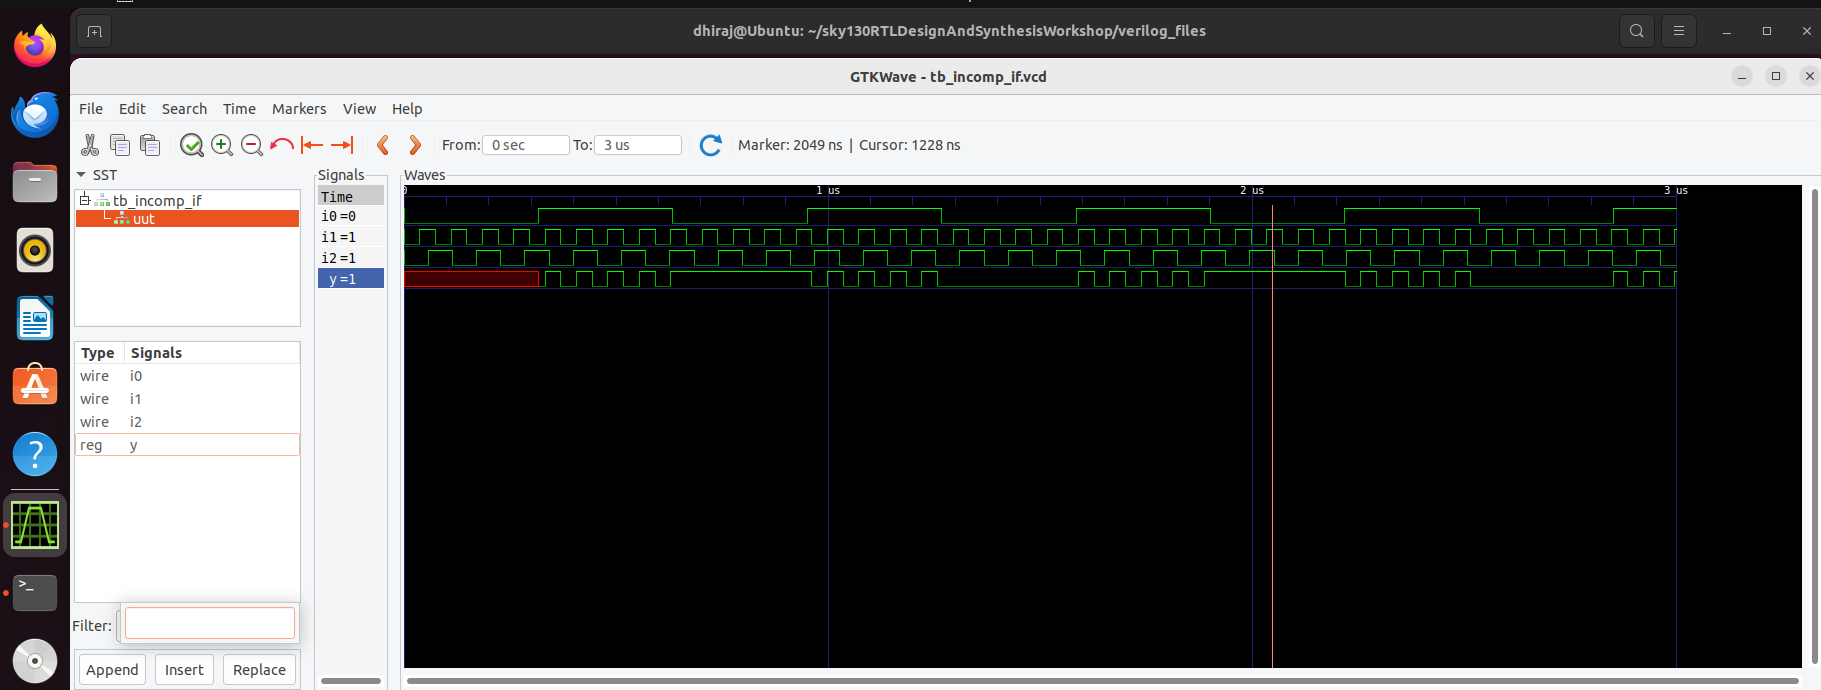 dhiraj@Ubuntu: ~/sky130RTLDesignAndSynthesisWorkshop/verilog_files
GTKWave - tb_incomp_if.vcd
File Edit Search Time Markers View Help
From: 0 sec To: 3 us Marker: 2049 ns | Cursor: 1228 ns
SST
tb_incomp_if
uut
Type Signals
wire i0
wire i1
wire i2
reg y
Filter:
Append Insert Replace
Signals
Time
i0 =0
i1 =1
i2 =1
y =1
Waves
0 1 us 2 us 3 us